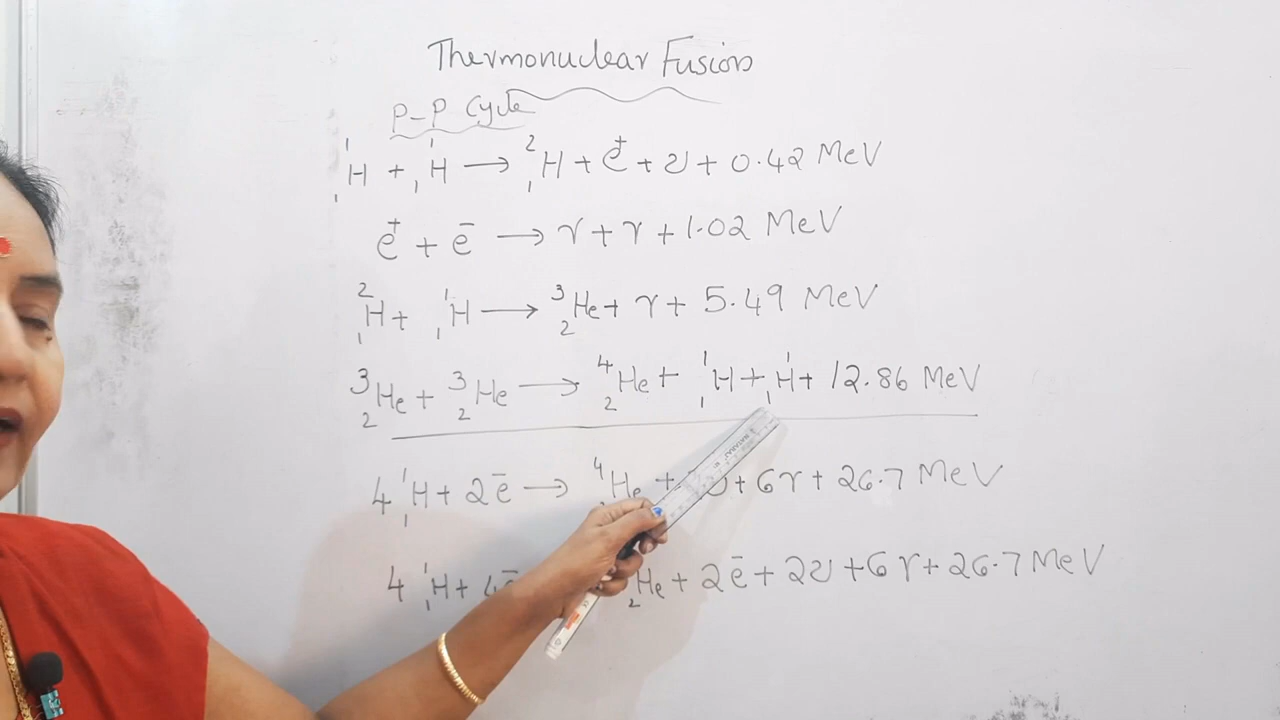 Thermonuclear Fusion
P-P Cycle
¹₁H + ¹₁H → ²₁H + e⁺ + ν + 0.42 MeV
e⁺ + e⁻ → γ + γ + 1.02 MeV
²₁H + ¹₁H → ³₂He + γ + 5.49 MeV
³₂He + ³₂He → ⁴₂He + ¹₁H + ¹₁H + 12.86 MeV
4 ¹₁H + 2e⁻ → ⁴₂He + ν + 6γ + 26.7 MeV
4 ¹₁H + 4e⁻ ₂He + 2e⁻ + 2ν + 6γ + 26.7 MeV